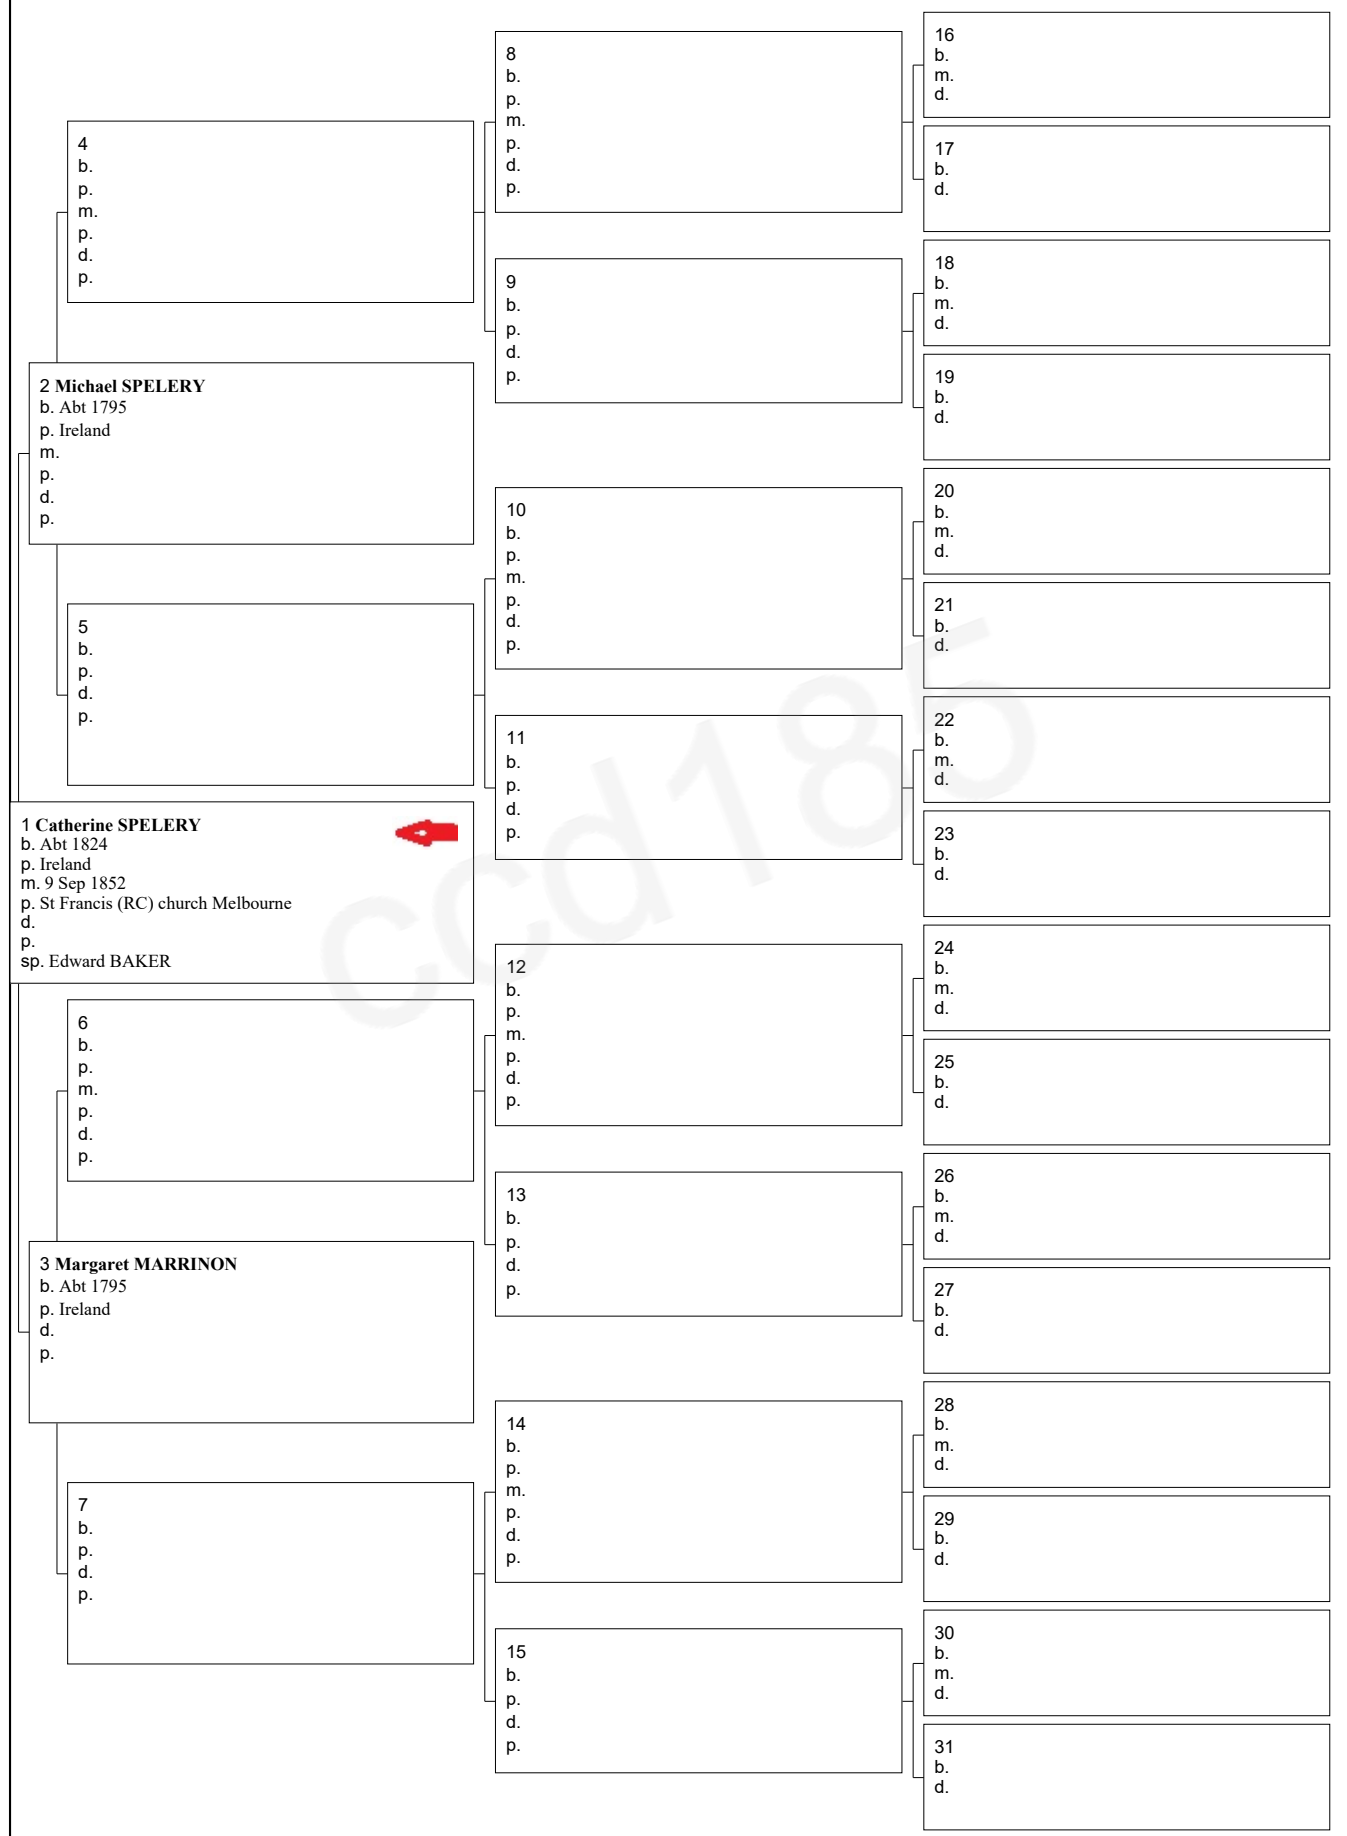 4
b.
p.
m.
p.
d.
p.
2 Michael SPELERY
b. Abt 1795
p. Ireland
m.
p.
d.
p.
5
b.
p.
d.
p.
1 Catherine SPELERY
b. Abt 1824
p. Ireland
m. 9 Sep 1852
p. St Francis (RC) church Melbourne
d.
p.
sp. Edward BAKER
6
b.
p.
m.
p.
d.
p.
3 Margaret MARRINON
b. Abt 1795
p. Ireland
d.
p.
7
b.
p.
d.
p.
8
b.
p.
m.
p.
d.
p.
9
b.
p.
d.
p.
10
b.
p.
m.
p.
d.
p.
11
b.
p.
d.
p.
12
b.
p.
m.
p.
d.
p.
13
b.
p.
d.
p.
14
b.
p.
m.
p.
d.
p.
15
b.
p.
d.
p.
16
b.
m.
d.
17
b.
d.
18
b.
m.
d.
19
b.
d.
20
b.
m.
d.
21
b.
d.
22
b.
m.
d.
23
b.
d.
24
b.
m.
d.
25
b.
d.
26
b.
m.
d.
27
b.
d.
28
b.
m.
d.
29
b.
d.
30
b.
m.
d.
31
b.
d.
ccd185